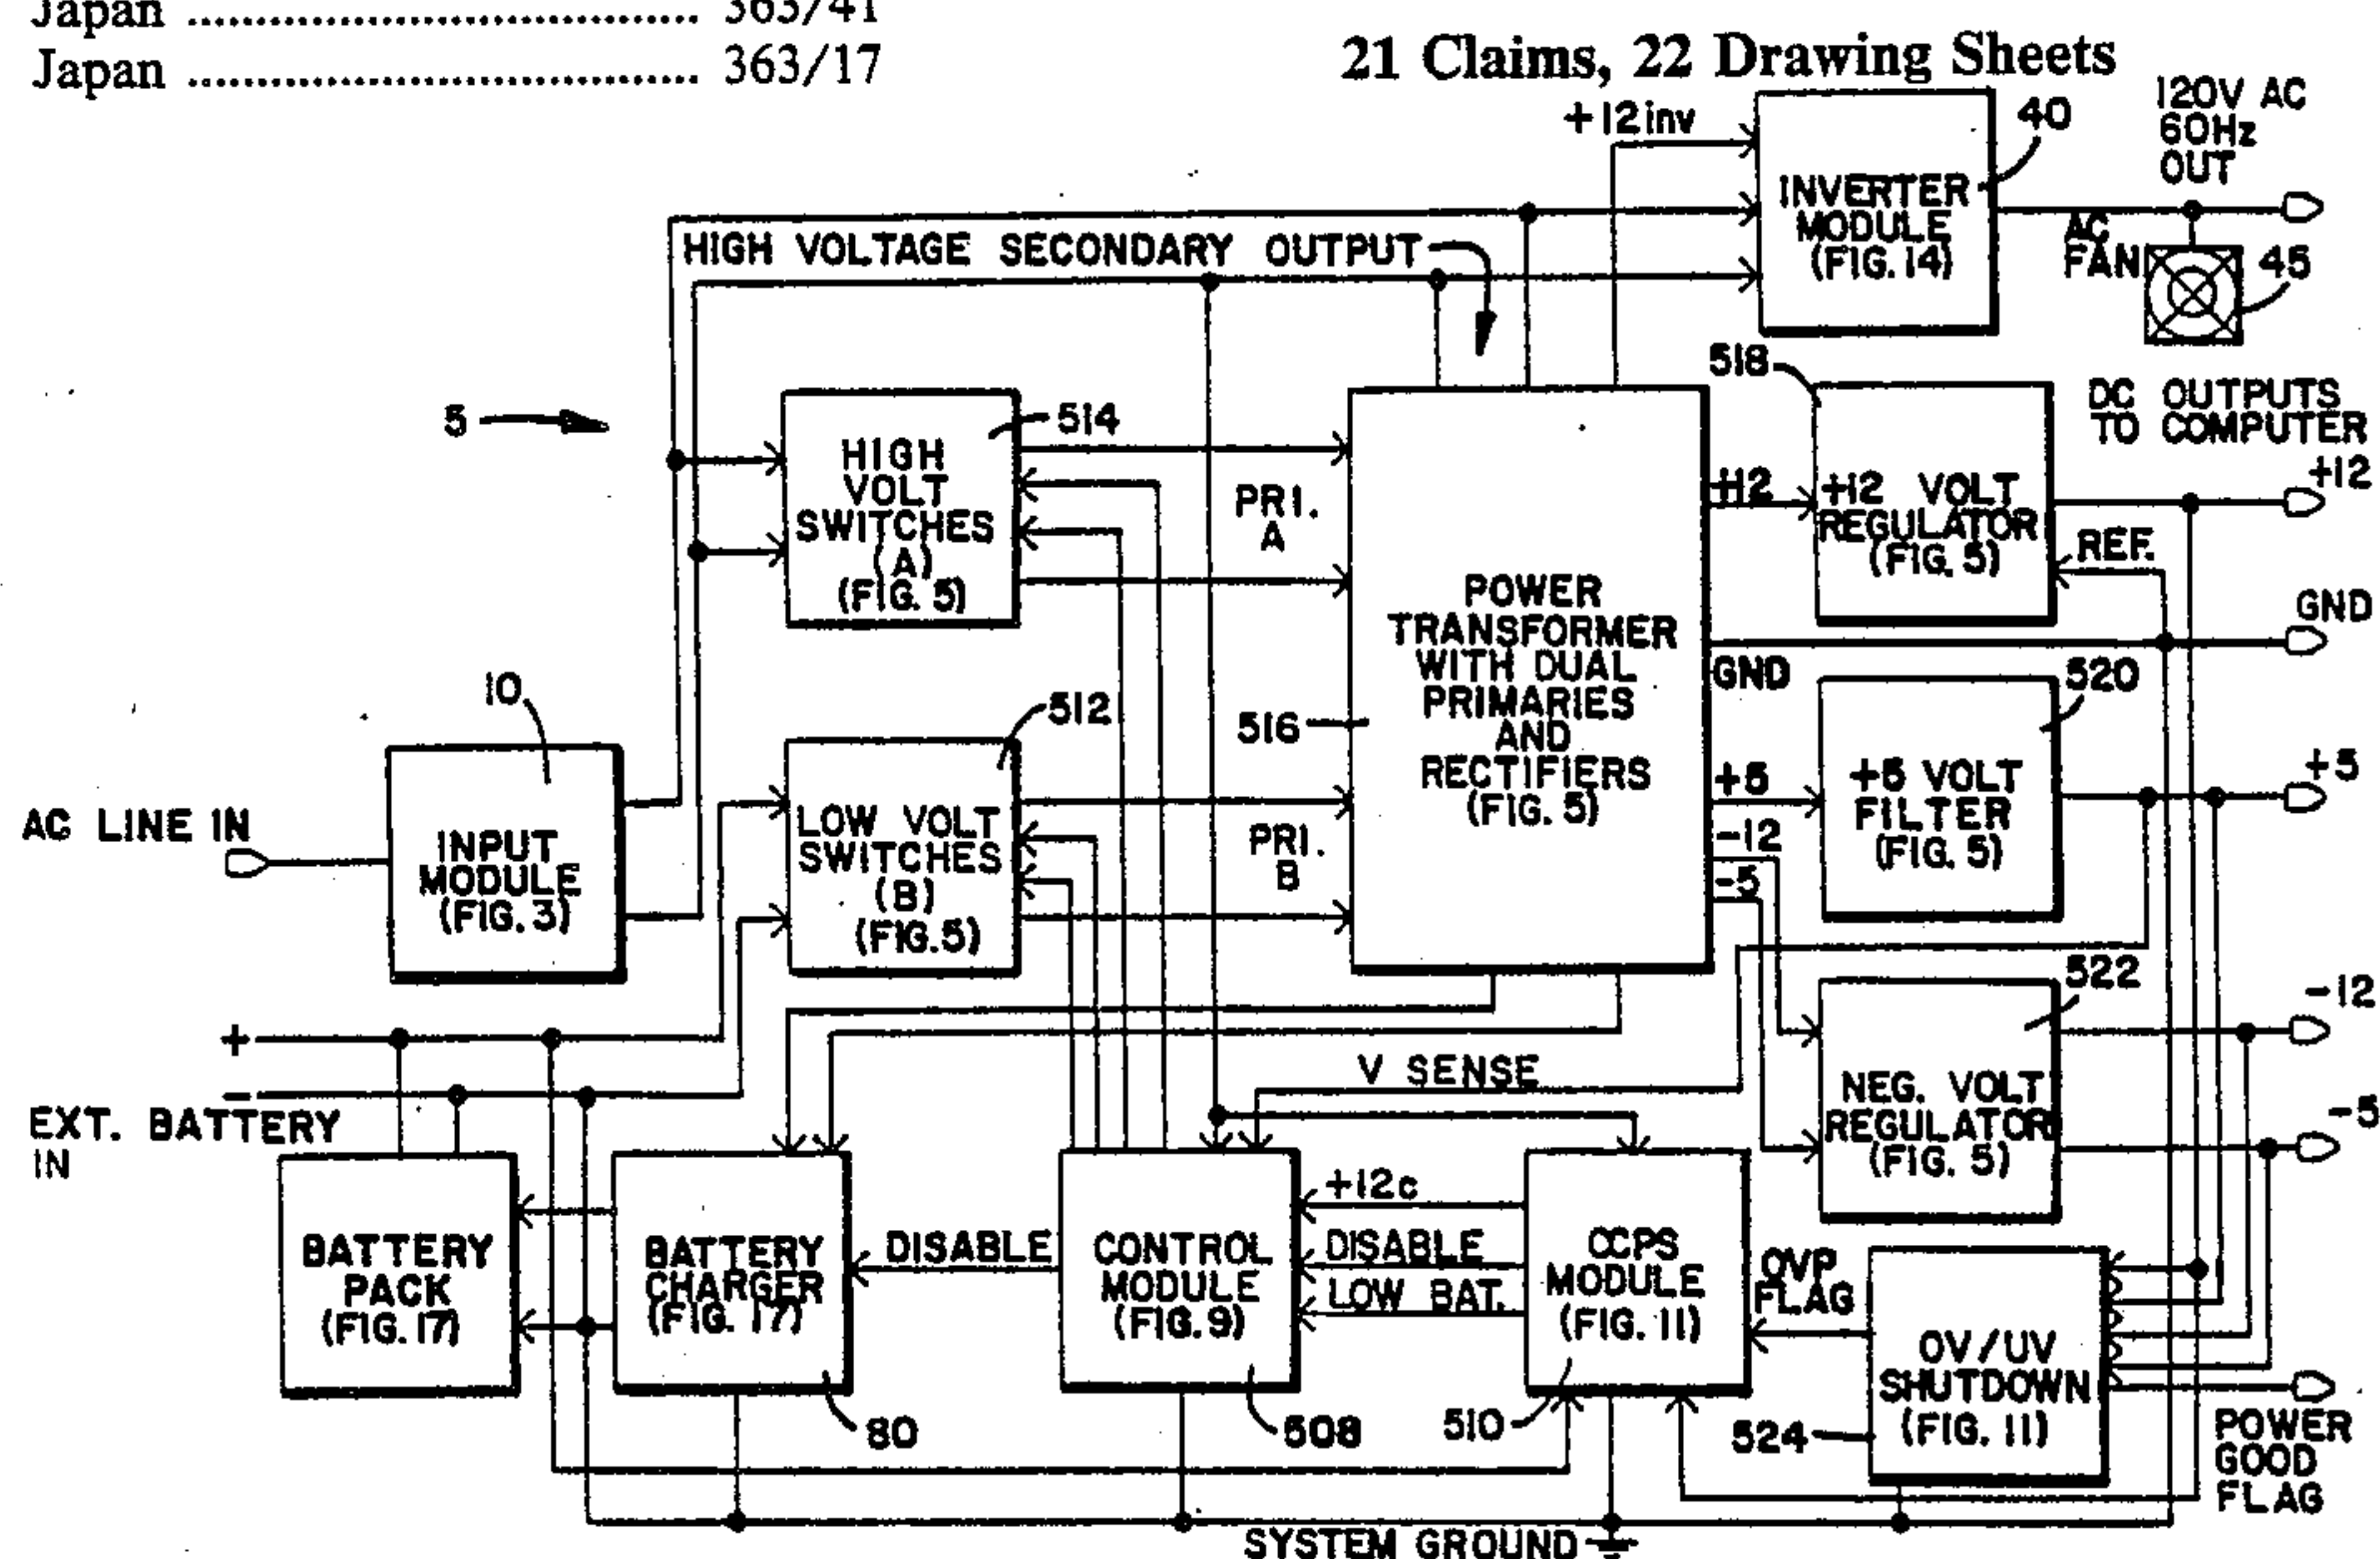 Japan .................................... 363/41
Japan .................................... 363/17
21 Claims, 22 Drawing Sheets
+12inv
40
120V AC
60Hz
OUT
INVERTER
MODULE
(FIG.14)
AC
FAN
45
HIGH VOLTAGE SECONDARY OUTPUT
5
514
HIGH
VOLT
SWITCHES
(A)
(FIG. 5)
PRI.
A
518
+12
+12 VOLT
REGULATOR
(FIG. 5)
DC OUTPUTS
TO COMPUTER
+12
REF.
GND
POWER
TRANSFORMER
WITH DUAL
PRIMARIES
AND
RECTIFIERS
(FIG. 5)
516
GND
520
+5
+5 VOLT
FILTER
(FIG. 5)
+5
-12
-5
10
AC LINE IN
INPUT
MODULE
(FIG. 3)
512
LOW VOLT
SWITCHES
(B)
(FIG.5)
PRI.
B
522
-12
NEG. VOLT
REGULATOR
(FIG. 5)
-5
+
-
EXT. BATTERY
IN
V SENSE
BATTERY
PACK
(FIG.17)
BATTERY
CHARGER
(FIG. 17)
80
DISABLE
CONTROL
MODULE
(FIG.9)
508
+12c
DISABLE
LOW BAT.
CCPS
MODULE
(FIG. 11)
510
OVP
FLAG
OV/UV
SHUTDOWN
(FIG. 11)
524
POWER
GOOD
FLAG
SYSTEM GROUND